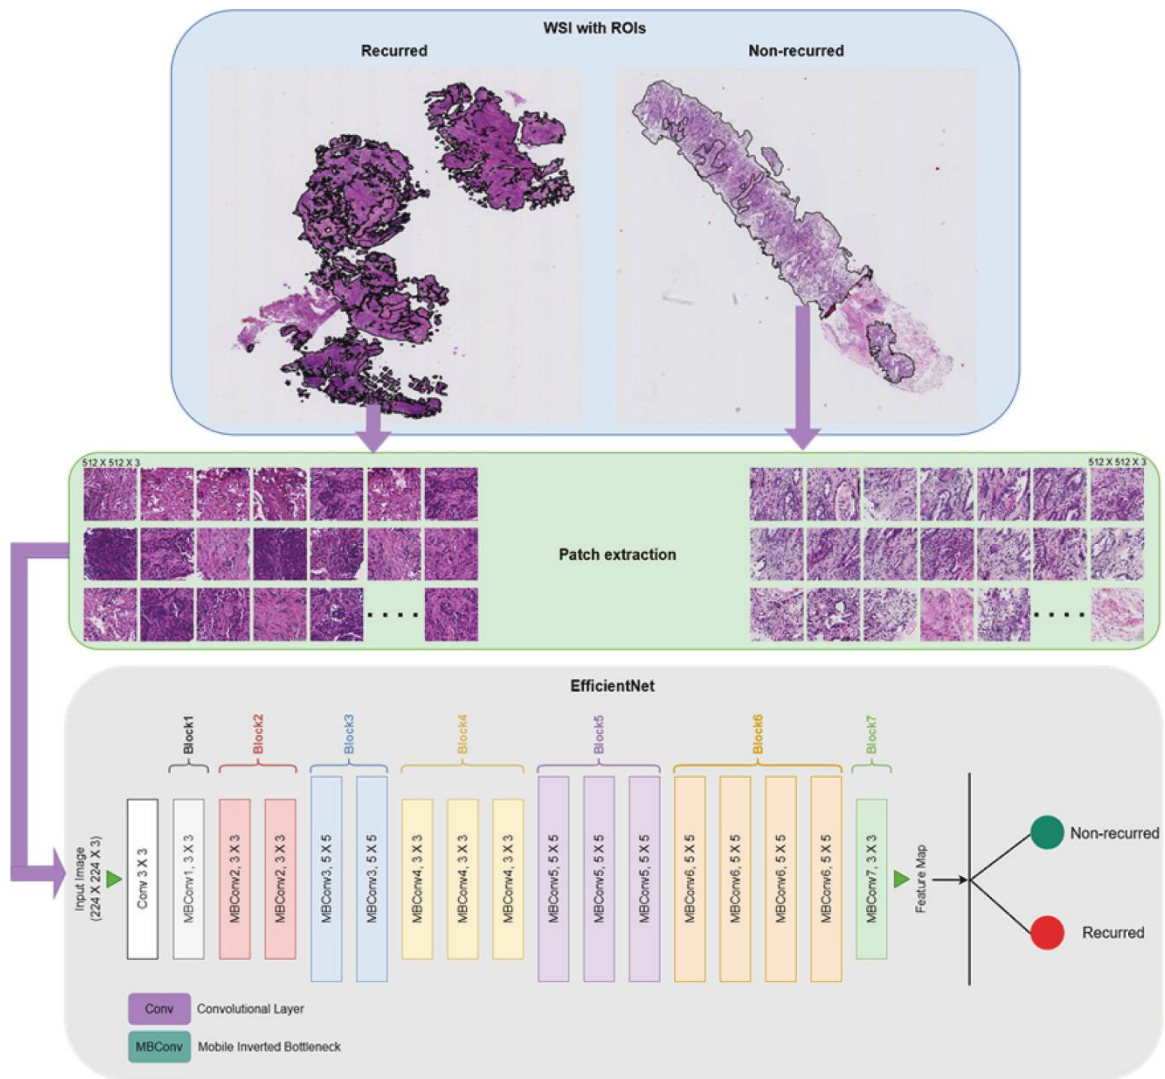 WSI with ROIs
Recurred
Non-recurred
512 X 512 X 3
512 X 512 X 3
Patch extraction
EfficientNet
Block1
Block2
Block3
Block4
Block5
Block6
Block7
Input Image
(224 X 224 X 3)
Conv 3 X 3
MBConv1, 3 X 3
MBConv2, 3 X 3
MBConv2, 3 X 3
MBConv3, 5 X 5
MBConv3, 5 X 5
MBConv4, 3 X 3
MBConv4, 3 X 3
MBConv4, 3 X 3
MBConv5, 5 X 5
MBConv5, 5 X 5
MBConv5, 5 X 5
MBConv6, 5 X 5
MBConv6, 5 X 5
MBConv6, 5 X 5
MBConv6, 5 X 5
MBConv7, 3 X 3
Feature Map
Non-recurred
Recurred
Conv Convolutional Layer
MBConv Mobile Inverted Bottleneck